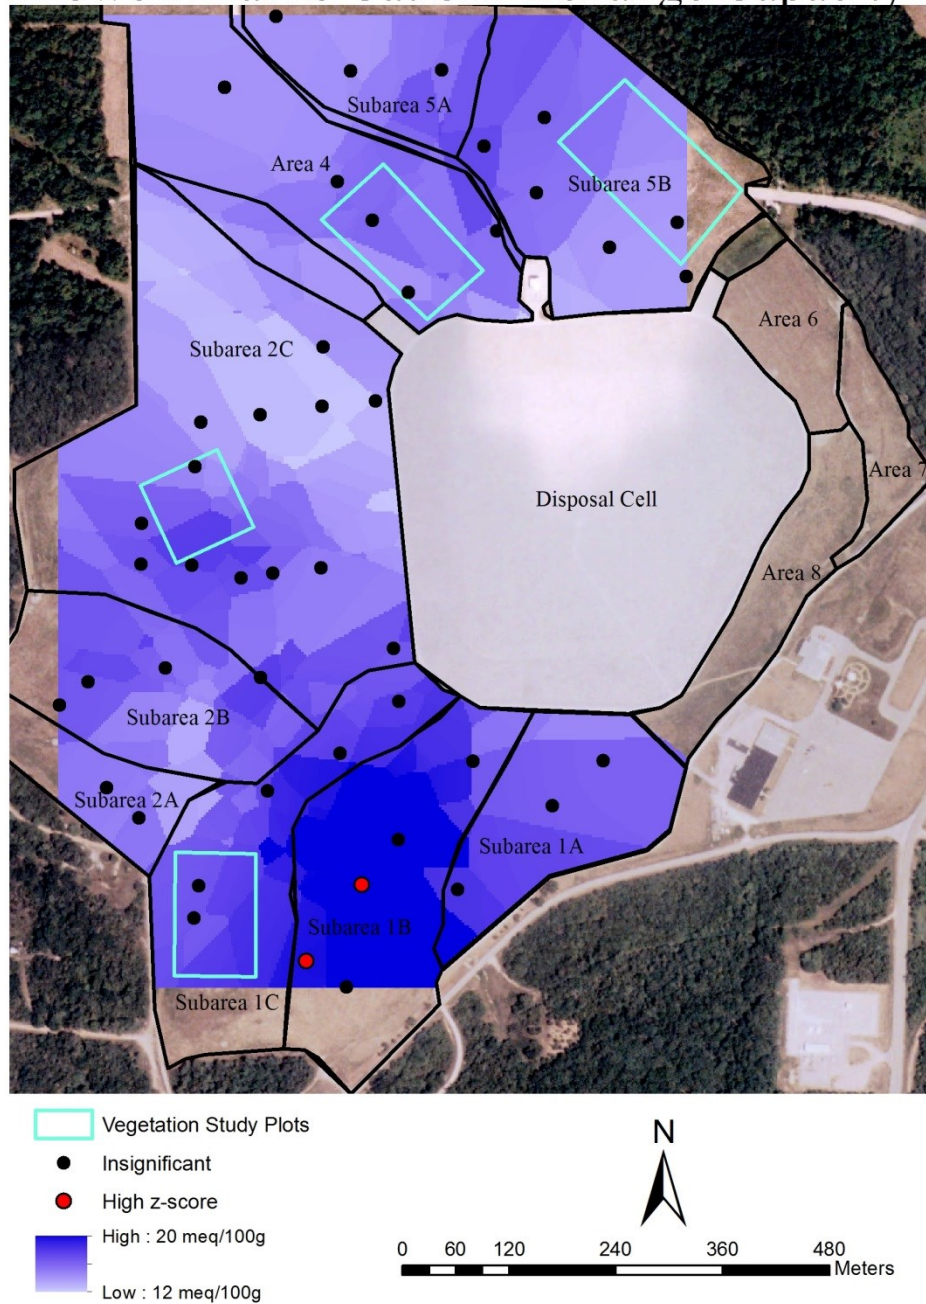 Subarea 5A
Area 4
Subarea 5B
Area 6
Subarea 2C
Area 7
Disposal Cell
Area 8
Subarea 2B
Subarea 2A
Subarea 1A
Subarea 1B
Subarea 1C
Vegetation Study Plots
Insignificant
High z-score
High : 20 meq/100g
Low : 12 meq/100g
N
0 60 120 240 360 480
Meters